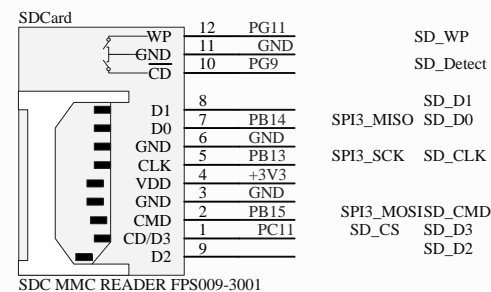 SDCard
WP 12 PG11 SD_WP
GND 11 GND
CD 10 PG9 SD_Detect
D1 8 SD_D1
D0 7 PB14 SPI3_MISO SD_D0
GND 6 GND
CLK 5 PB13 SPI3_SCK SD_CLK
VDD 4 +3V3
GND 3 GND
CMD 2 PB15 SPI3_MOSI SD_CMD
CD/D3 1 PC11 SD_CS SD_D3
D2 9 SD_D2
SDC MMC READER FPS009-3001